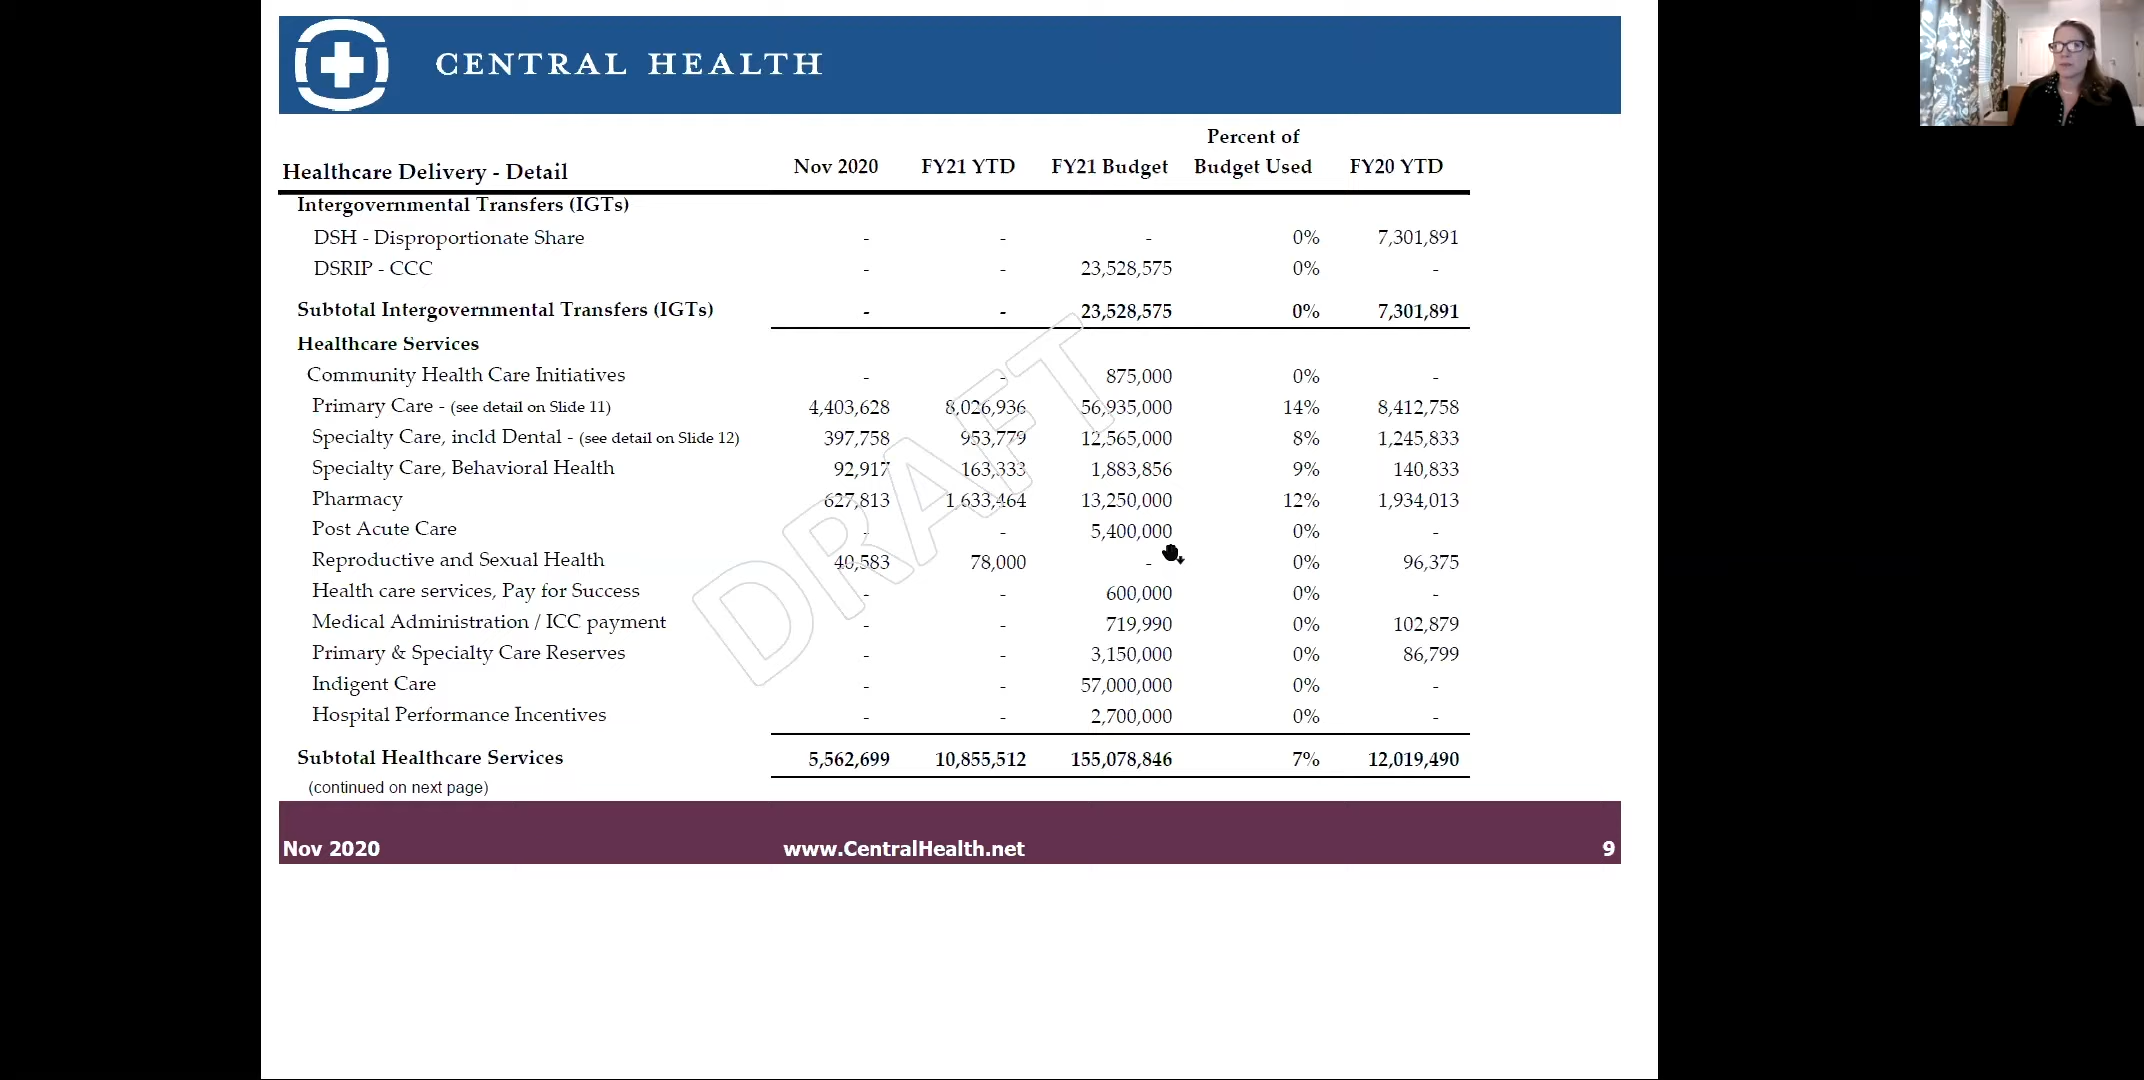 CENTRAL HEALTH
Healthcare Delivery - Detail Nov 2020 FY21 YTD FY21 Budget Percent of Budget Used FY20 YTD
Intergovernmental Transfers (IGTs)
DSH - Disproportionate Share - - - 0% 7,301,891
DSRIP - CCC - - 23,528,575 0% -
Subtotal Intergovernmental Transfers (IGTs) - - 23,528,575 0% 7,301,891
Healthcare Services
Community Health Care Initiatives - - 875,000 0% -
Primary Care - (see detail on Slide 11) 4,403,628 8,026,936 56,935,000 14% 8,412,758
Specialty Care, incld Dental - (see detail on Slide 12) 397,758 953,779 12,565,000 8% 1,245,833
Specialty Care, Behavioral Health 92,917 163,333 1,883,856 9% 140,833
Pharmacy 627,813 1,633,464 13,250,000 12% 1,934,013
Post Acute Care - - 5,400,000 0% -
Reproductive and Sexual Health 40,583 78,000 - 0% 96,375
Health care services, Pay for Success - - 600,000 0% -
Medical Administration / ICC payment - - 719,990 0% 102,879
Primary & Specialty Care Reserves - - 3,150,000 0% 86,799
Indigent Care - - 57,000,000 0% -
Hospital Performance Incentives - - 2,700,000 0% -
Subtotal Healthcare Services 5,562,699 10,855,512 155,078,846 7% 12,019,490
(continued on next page)
DRAFT
Nov 2020 www.CentralHealth.net 9